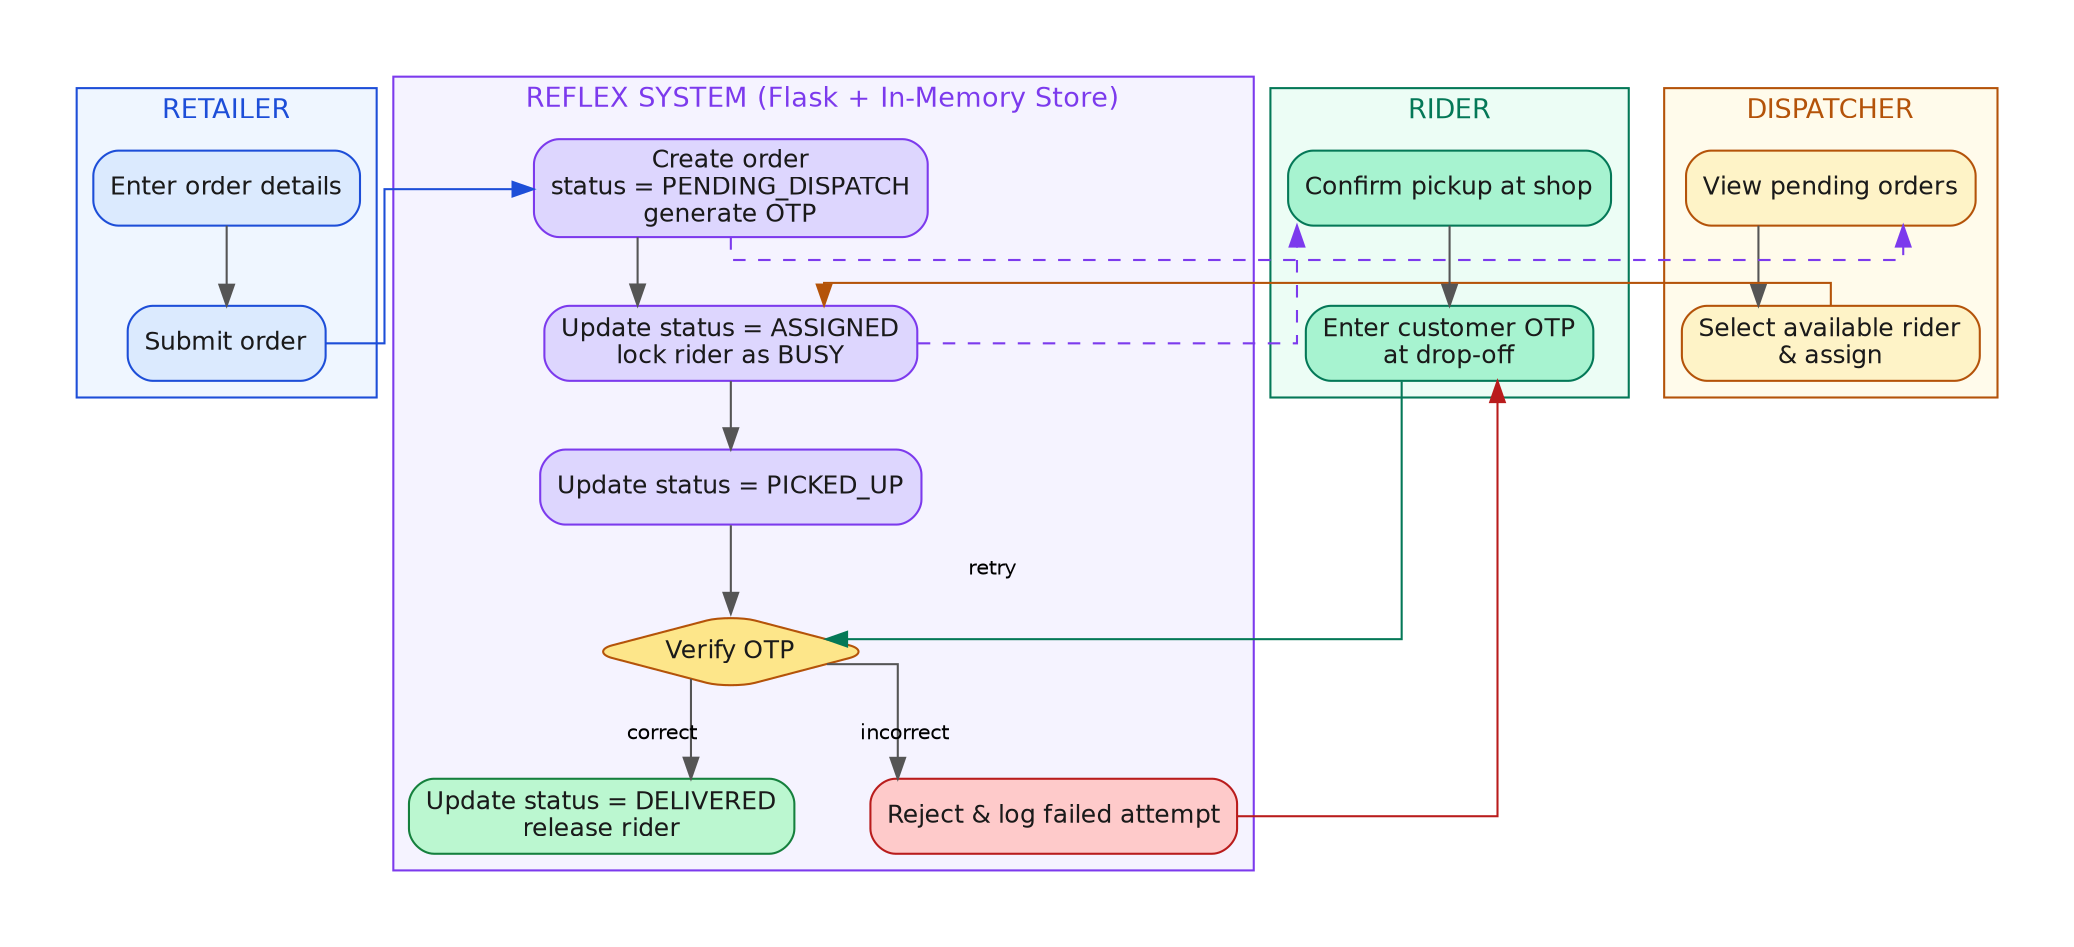 RETAILER
Enter order details
Submit order
REFLEX SYSTEM (Flask + In-Memory Store)
Create order
status = PENDING_DISPATCH
generate OTP
Update status = ASSIGNED
lock rider as BUSY
Update status = PICKED_UP
retry
Verify OTP
correct
incorrect
Update status = DELIVERED
release rider
Reject & log failed attempt
RIDER
Confirm pickup at shop
Enter customer OTP
at drop-off
DISPATCHER
View pending orders
Select available rider
& assign